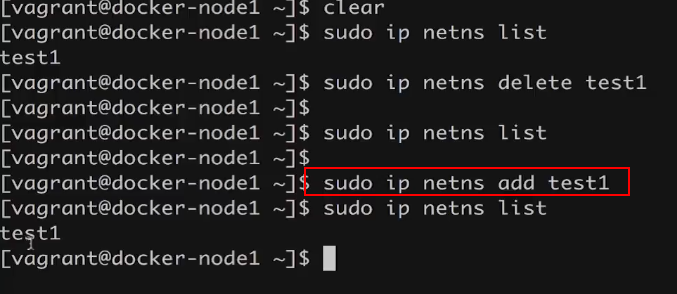 [vagrant@docker-node1 ~]$ clear
[vagrant@docker-node1 ~]$ sudo ip netns list
test1
[vagrant@docker-node1 ~]$ sudo ip netns delete test1
[vagrant@docker-node1 ~]$
[vagrant@docker-node1 ~]$ sudo ip netns list
[vagrant@docker-node1 ~]$
[vagrant@docker-node1 ~]$ sudo ip netns add test1
[vagrant@docker-node1 ~]$ sudo ip netns list
test1
[vagrant@docker-node1 ~]$